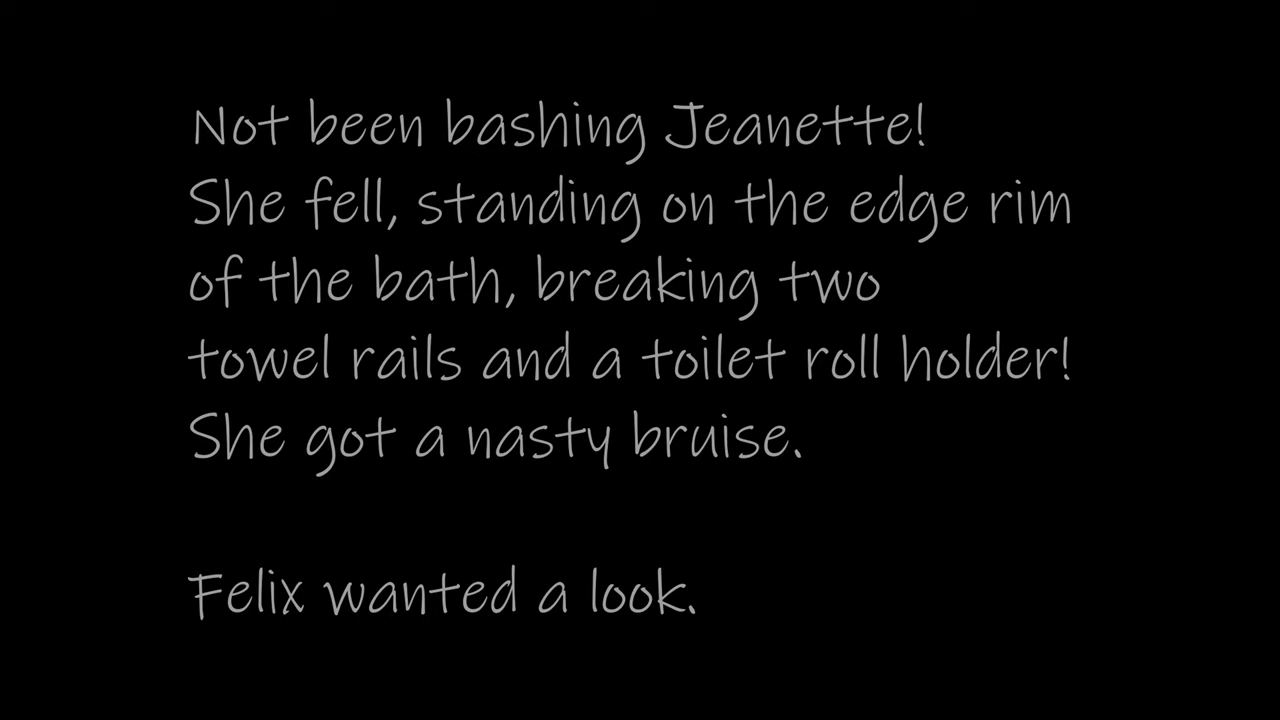 Not been bashing Jeanette!
She fell, standing on the edge rim
of the bath, breaking two
towel rails and a toilet roll holder!
She got a nasty bruise.
Felix wanted a look.